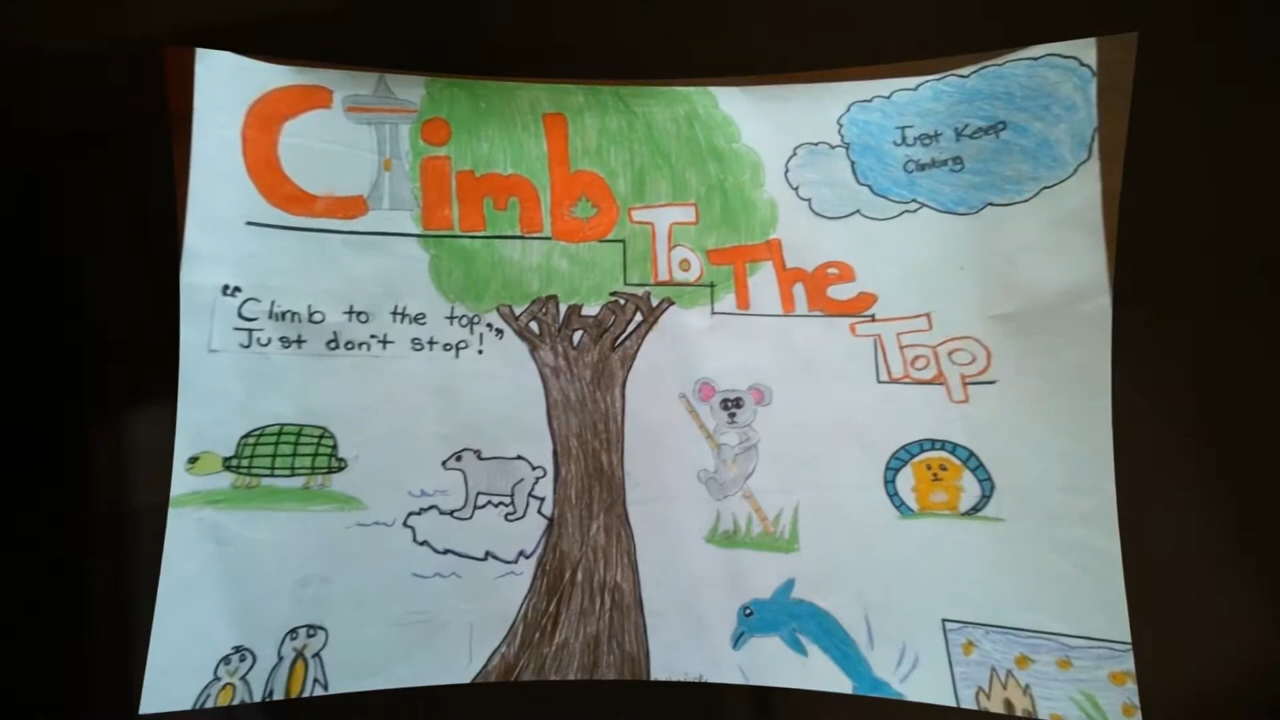 Climb
To
The
Top
Just Keep
Climbing
"Climb to the top,"
Just don't stop!